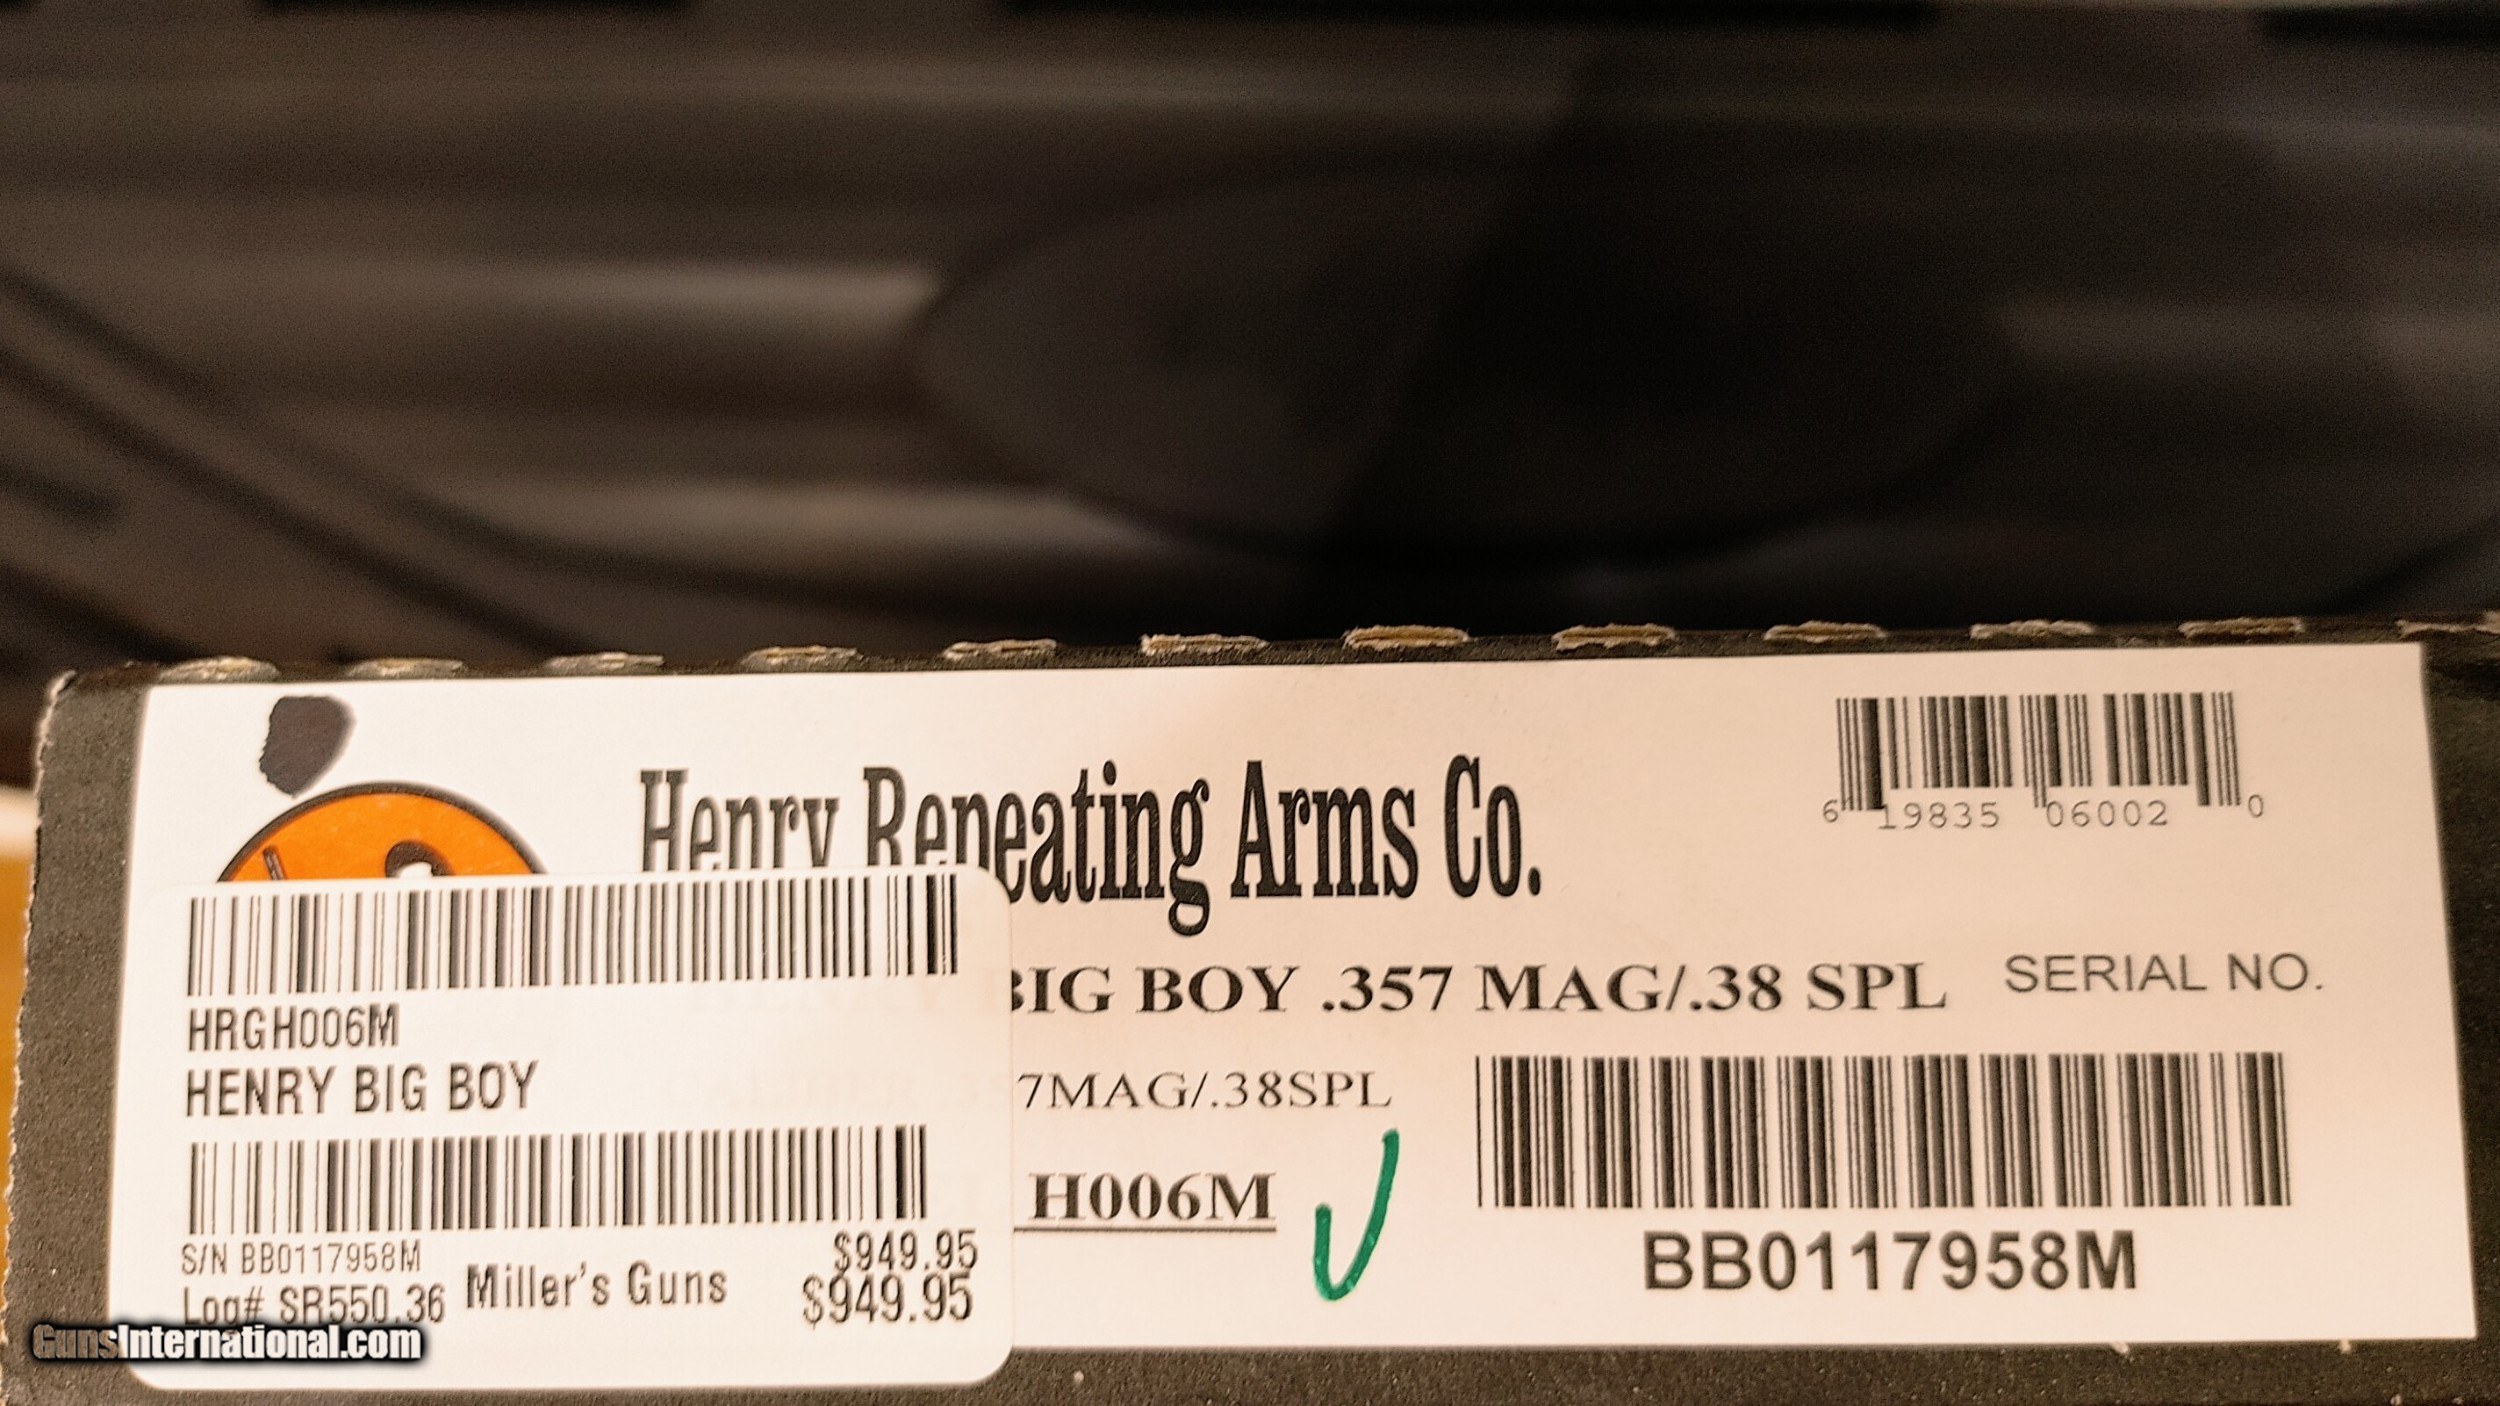 Henry Repeating Arms Co.
6 19835 06002 0
BIG BOY .357 MAG/.38 SPL
SERIAL NO.
7MAG/.38SPL
H006M
BB0117958M
HRGH006M
HENRY BIG BOY
S/N BB0117958M
$949.95
Log# SR550.36 Miller's Guns $949.95
GunsInternational.com